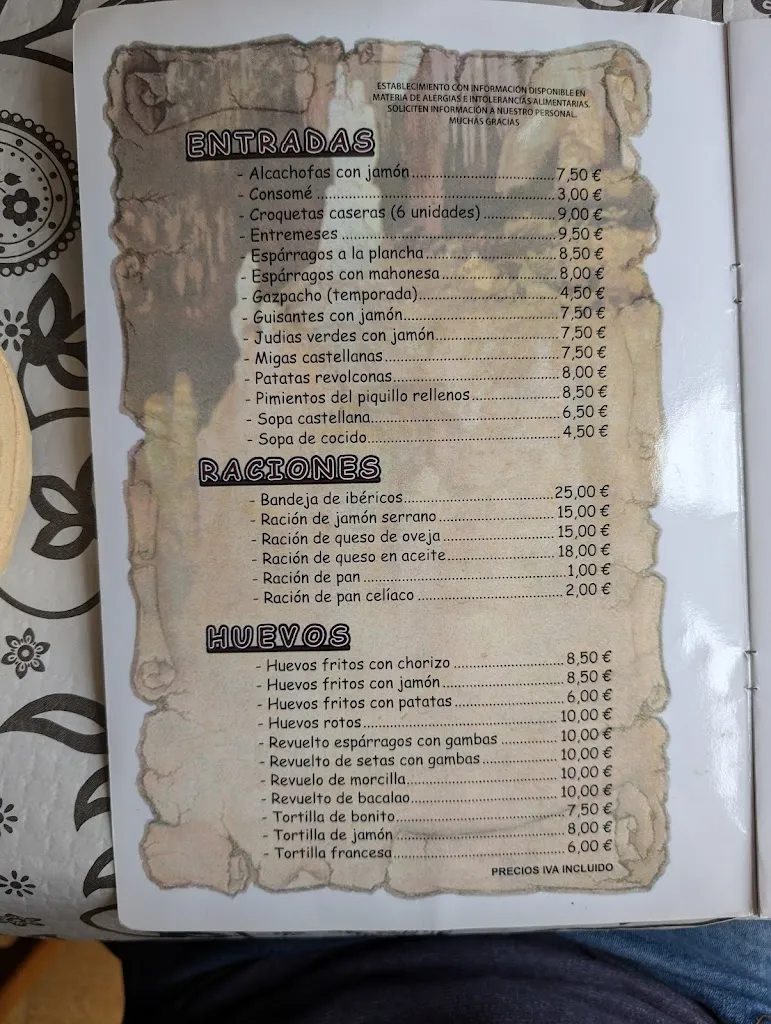 ESTABLECIMIENTO CON INFORMACIÓN DISPONIBLE EN
MATERIA DE ALERGIAS E INTOLERANCIAS ALIMENTARIAS.
SOLICITEN INFORMACIÓN A NUESTRO PERSONAL.
MUCHAS GRACIAS
ENTRADAS
- Alcachofas con jamón..............................7,50 €
- Consomé..............................3,00 €
- Croquetas caseras (6 unidades)..............................9,00 €
- Entremeses..............................9,50 €
- Espárragos a la plancha..............................8,50 €
- Espárragos con mahonesa..............................8,00 €
- Gazpacho (temporada)..............................4,50 €
- Guisantes con jamón..............................7,50 €
- Judias verdes con jamón..............................7,50 €
- Migas castellanas..............................7,50 €
- Patatas revolconas..............................8,00 €
- Pimientos del piquillo rellenos..............................8,50 €
- Sopa castellana..............................6,50 €
- Sopa de cocido..............................4,50 €
RACIONES
- Bandeja de ibéricos..............................25,00 €
- Ración de jamón serrano..............................15,00 €
- Ración de queso de oveja..............................15,00 €
- Ración de queso en aceite..............................18,00 €
- Ración de pan..............................1,00 €
- Ración de pan celíaco..............................2,00 €
HUEVOS
- Huevos fritos con chorizo..............................8,50 €
- Huevos fritos con jamón..............................8,50 €
- Huevos fritos con patatas..............................6,00 €
- Huevos rotos..............................10,00 €
- Revuelto espárragos con gambas..............................10,00 €
- Revuelto de setas con gambas..............................10,00 €
- Revuelo de morcilla..............................10,00 €
- Revuelto de bacalao..............................10,00 €
- Tortilla de bonito..............................7,50 €
- Tortilla de jamón..............................8,00 €
- Tortilla francesa..............................6,00 €
PRECIOS IVA INCLUIDO